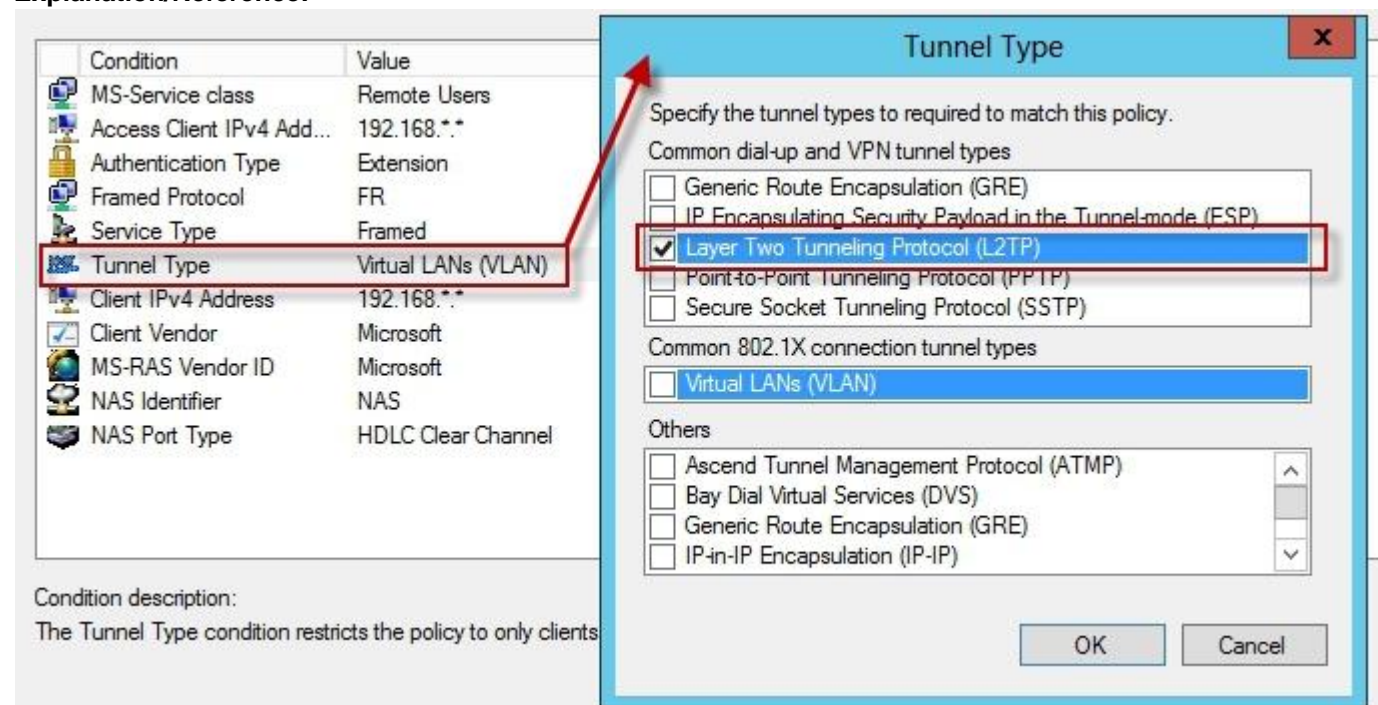 Explanation/Reference:
Condition Value
MS-Service class Remote Users
Access Client IPv4 Add... 192.168.*.*
Authentication Type Extension
Framed Protocol FR
Service Type Framed
Tunnel Type Virtual LANs (VLAN)
Client IPv4 Address 192.168.*.*
Client Vendor Microsoft
MS-RAS Vendor ID Microsoft
NAS Identifier NAS
NAS Port Type HDLC Clear Channel
Condition description:
The Tunnel Type condition restricts the policy to only clients
Tunnel Type
x
Specify the tunnel types to required to match this policy.
Common dial-up and VPN tunnel types
Generic Route Encapsulation (GRE)
IP Encapsulating Security Payload in the Tunnel-mode (ESP)
Layer Two Tunneling Protocol (L2TP)
Point-to-Point Tunneling Protocol (PPTP)
Secure Socket Tunneling Protocol (SSTP)
Common 802.1X connection tunnel types
Virtual LANs (VLAN)
Others
Ascend Tunnel Management Protocol (ATMP)
Bay Dial Virtual Services (DVS)
Generic Route Encapsulation (GRE)
IP-in-IP Encapsulation (IP-IP)
OK Cancel